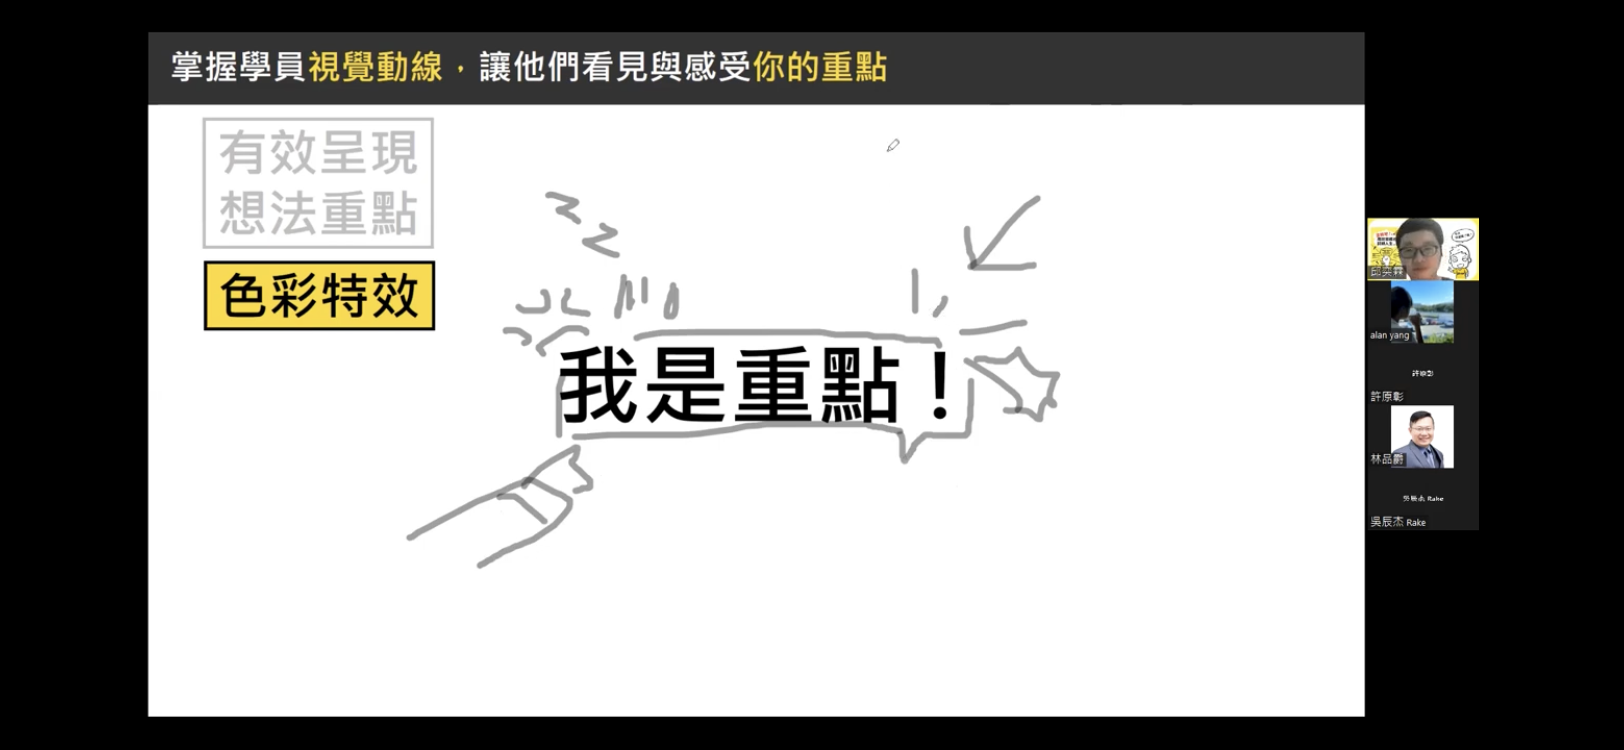 掌握學員視覺動線，讓他們看見與感受你的重點
有效呈現
想法重點
色彩特效
z
z
我是重點！
邱奕霖
alan yang
許原彰
許原彰
林品爵
吳辰杰 Rake
吳辰杰 Rake